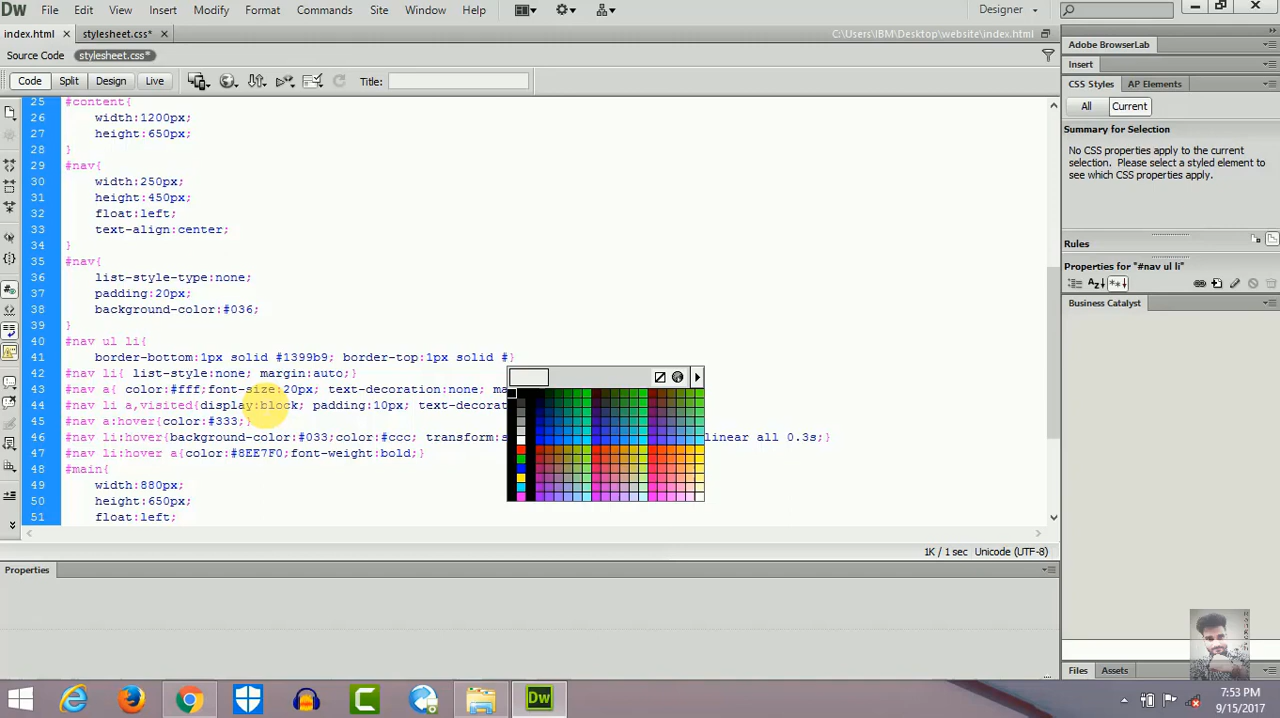 Dw File Edit View Insert Modify Format Commands Site Window Help Designer
index.html stylesheet.css* C:\Users\IBM\Desktop\website\index.html
Source Code stylesheet.css*
Code Split Design Live Title:
25 #content{
26 width:1200px;
27 height:650px;
28 }
29 #nav{
30 width:250px;
31 height:450px;
32 float:left;
33 text-align:center;
34 }
35 #nav{
36 list-style-type:none;
37 padding:20px;
38 background-color:#036;
39 }
40 #nav ul li{
41 border-bottom:1px solid #1399b9; border-top:1px solid #}
42 #nav li{ list-style:none; margin:auto;}
43 #nav a{ color:#fff;font-size:20px; text-decoration:none; ma
44 #nav li a,visited{display:block; padding:10px; text-decorat
45 #nav a:hover{color:#333;}
46 #nav li:hover{background-color:#033;color:#ccc; transform:s linear all 0.3s;}
47 #nav li:hover a{color:#8EE7F0;font-weight:bold;}
48 #main{
49 width:880px;
50 height:650px;
51 float:left;
1K / 1 sec Unicode (UTF-8)
Properties
Adobe BrowserLab
Insert
CSS Styles AP Elements
All Current
Summary for Selection
No CSS properties apply to the current
selection. Please select a styled element
to see which CSS properties apply.
Rules
Properties for "#nav ul li"
Business Catalyst
Files Assets
Dw
7:53 PM
9/15/2017